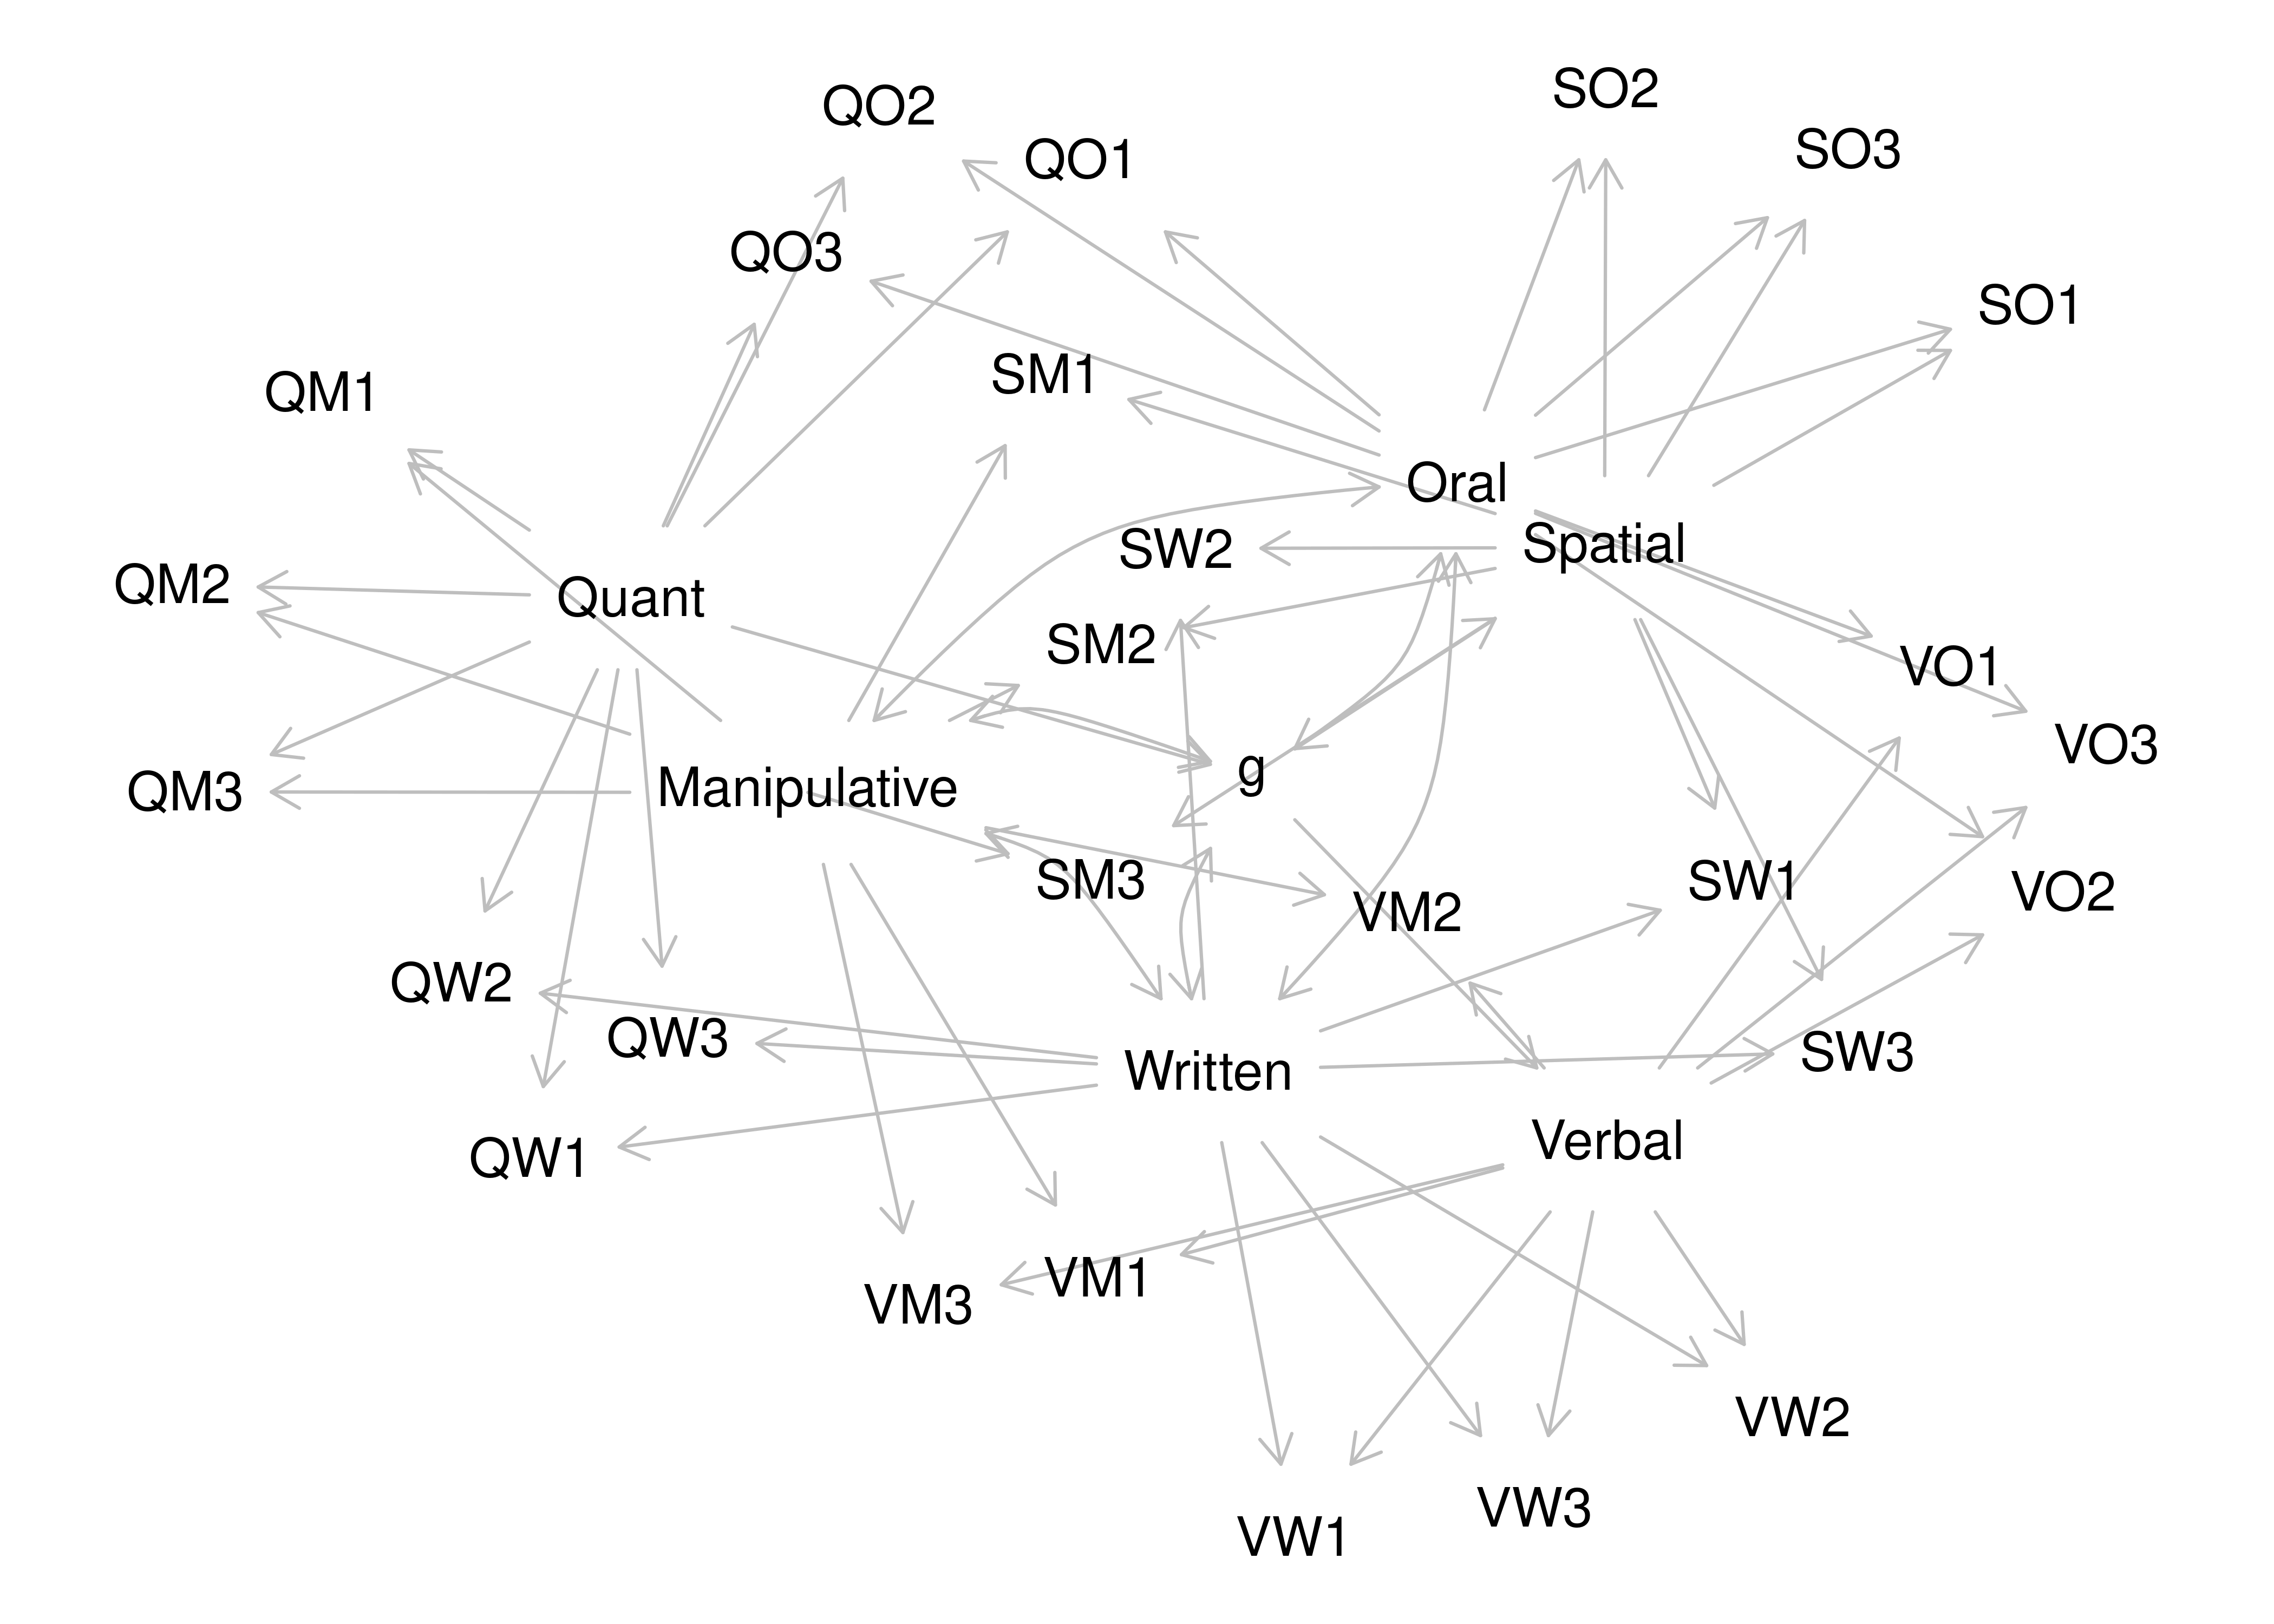 SO2
QO2
SO3
QO1
QO3
SO1
SM1
QM1
Oral
Spatial
SW2
QM2
Quant
SM2
VO1
VO3
g
Manipulative
QM3
SM3
SW1
VO2
VM2
QW2
QW3
SW3
Written
Verbal
QW1
VM1
VM3
VW2
VW3
VW1